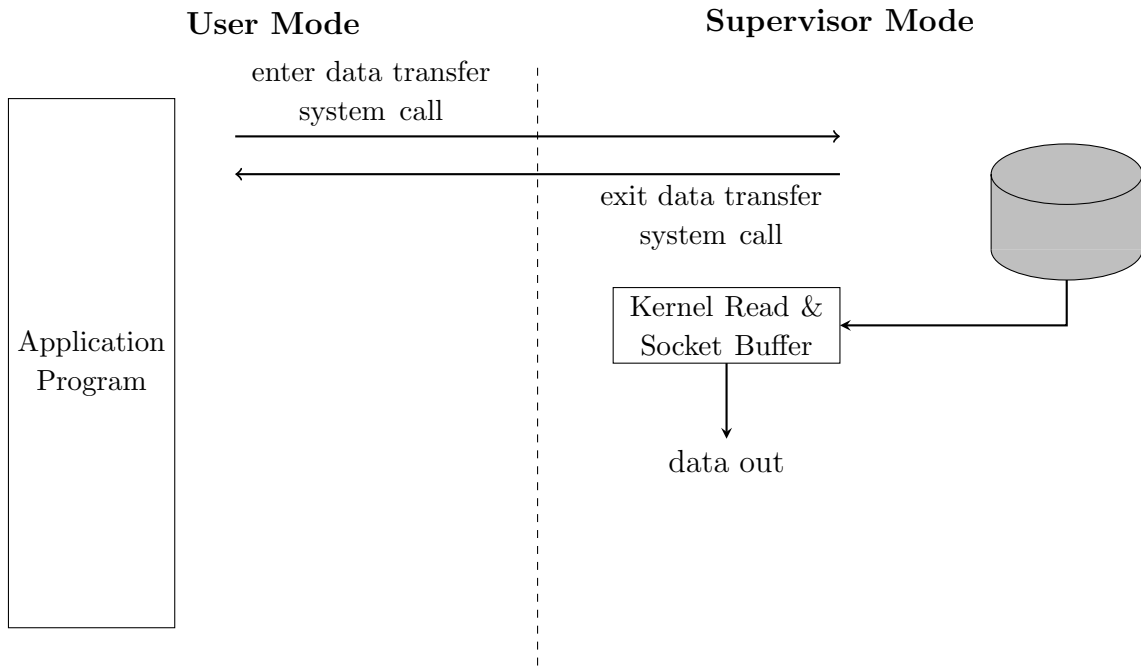 User Mode
Supervisor Mode
enter data transfer
system call
exit data transfer
system call
Kernel Read &
Socket Buffer
Application
Program
data out